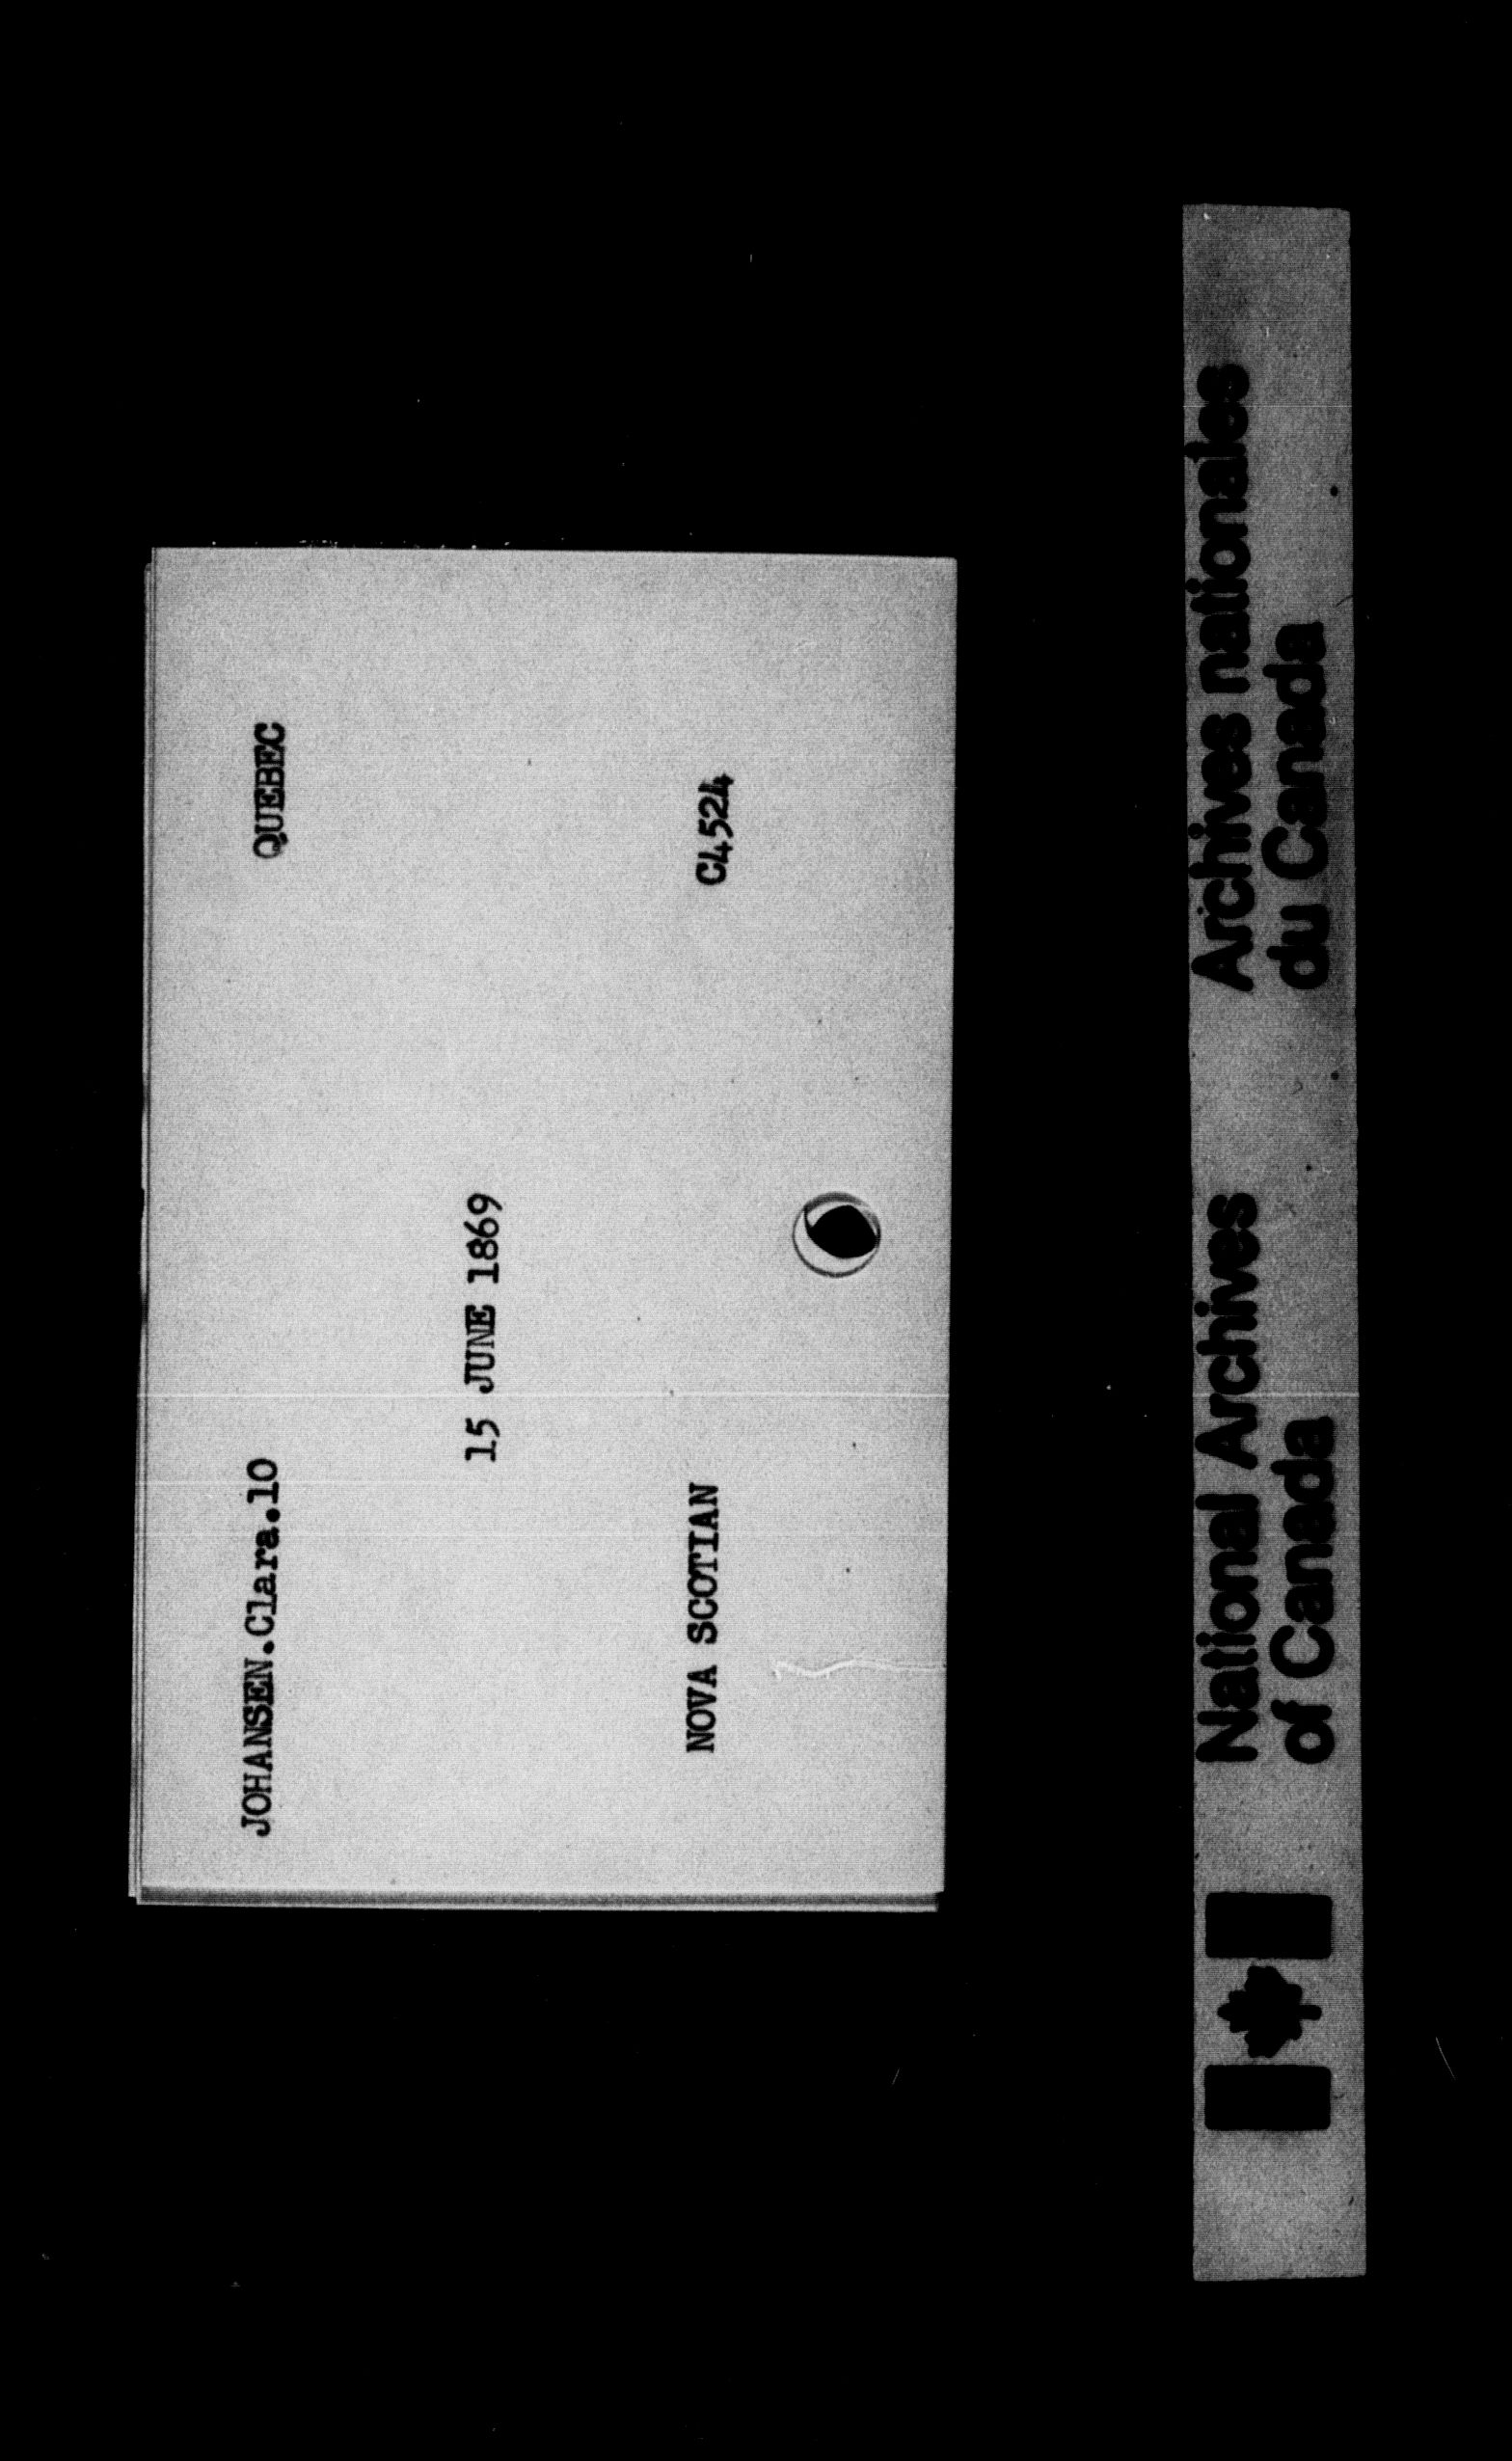 JOHANSEN.Clara.10 QUEBEC
15 JUNE 1869
NOVA SCOTIAN C4524
National Archives
of Canada
Archives nationales
du Canada